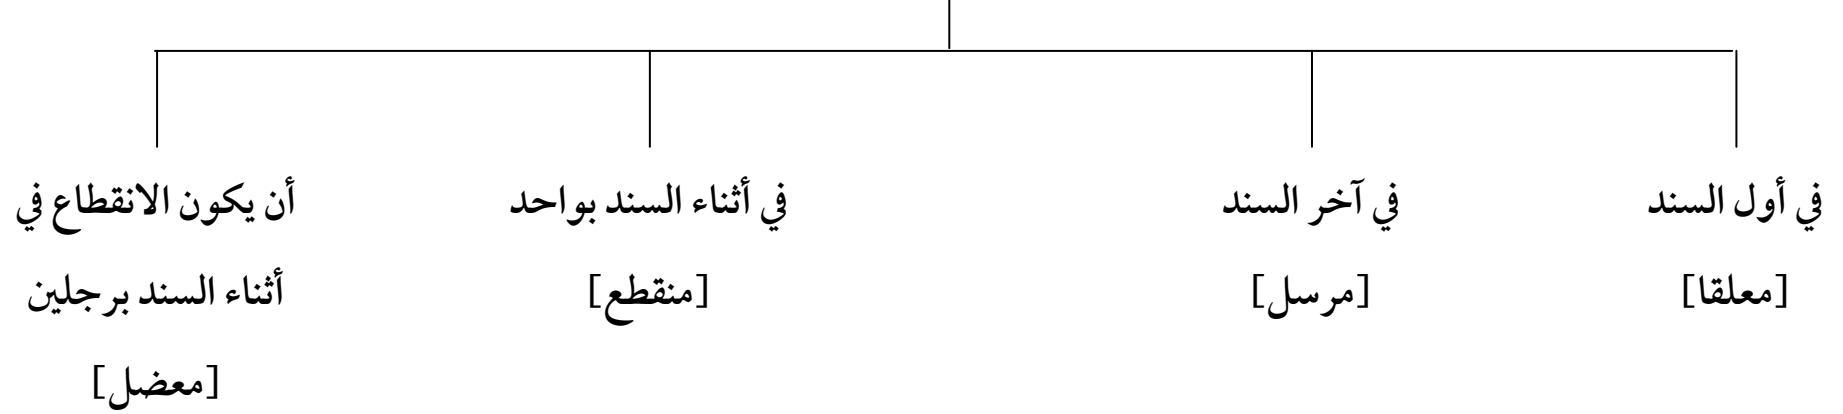 في أول السند
[معلقا]
في آخر السند
[مرسل]
في أثناء السند بواحد
[منقطع]
أن يكون الانقطاع في
أثناء السند برجلين
[معضل]